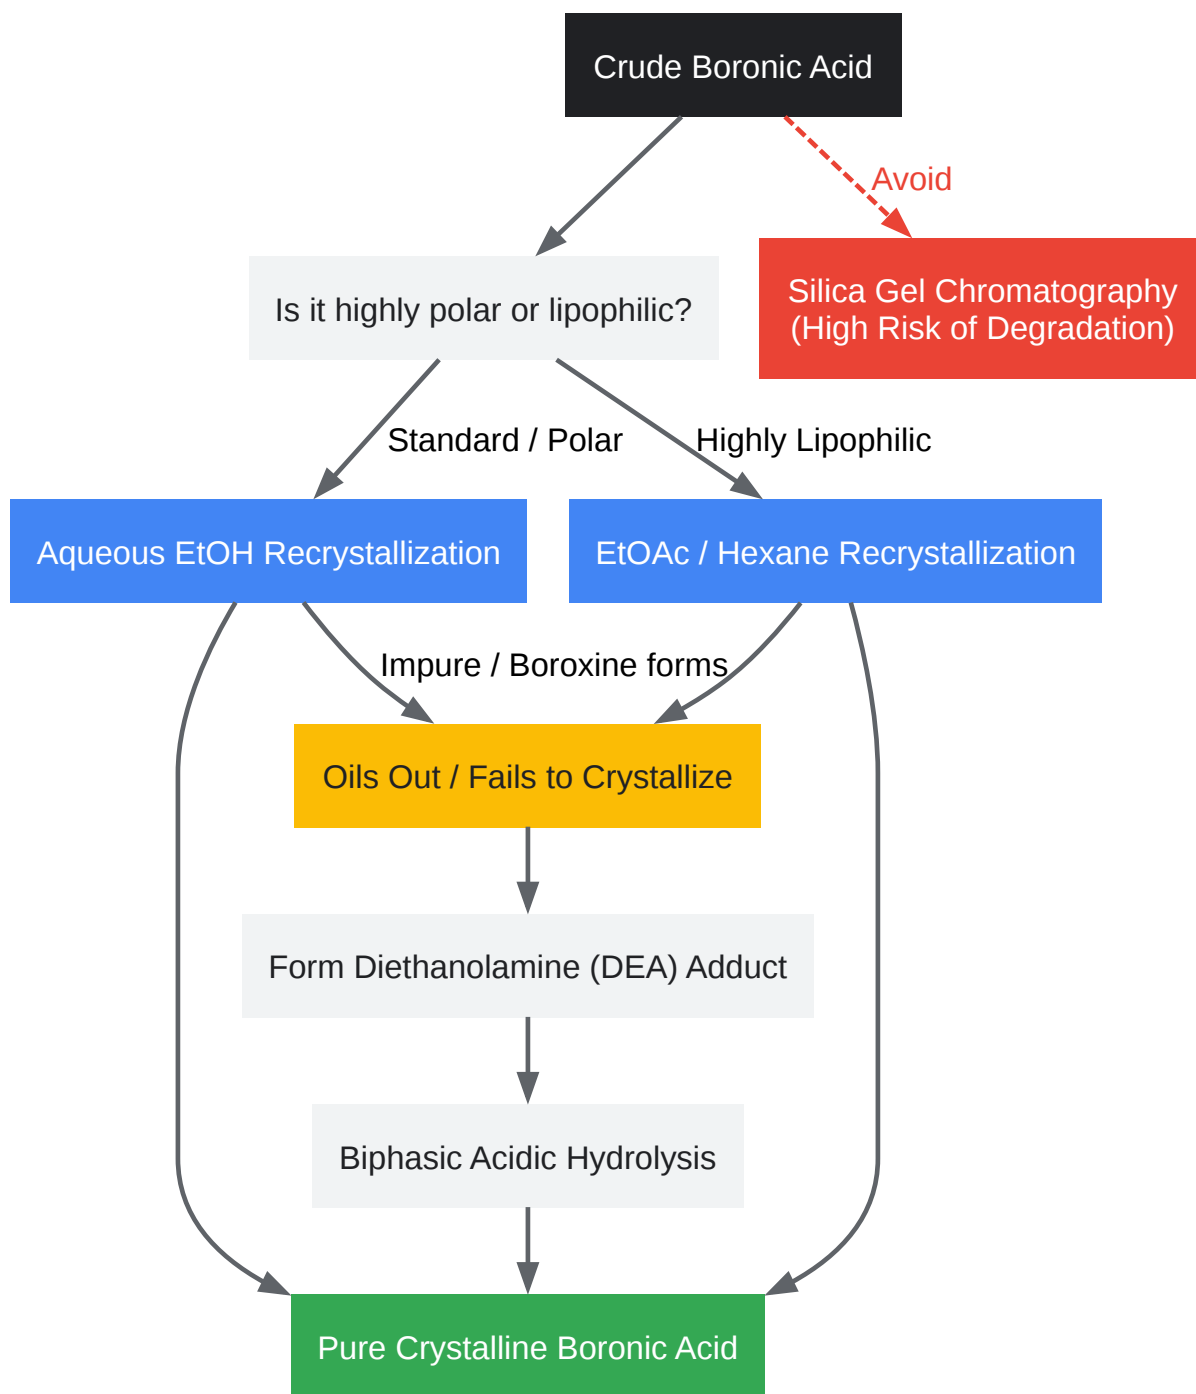 Crude Boronic Acid
Avoid
Silica Gel Chromatography
(High Risk of Degradation)
Is it highly polar or lipophilic?
Standard / Polar
Highly Lipophilic
Aqueous EtOH Recrystallization
EtOAc / Hexane Recrystallization
Impure / Boroxine forms
Oils Out / Fails to Crystallize
Form Diethanolamine (DEA) Adduct
Biphasic Acidic Hydrolysis
Pure Crystalline Boronic Acid